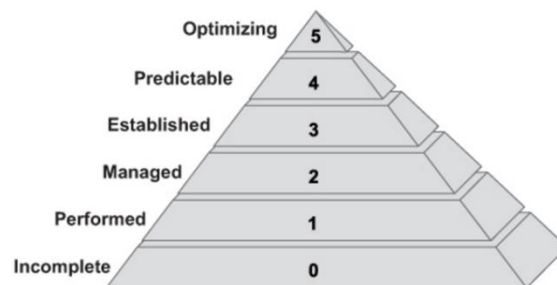 Optimizing 5
Predictable 4
Established 3
Managed 2
Performed 1
Incomplete 0